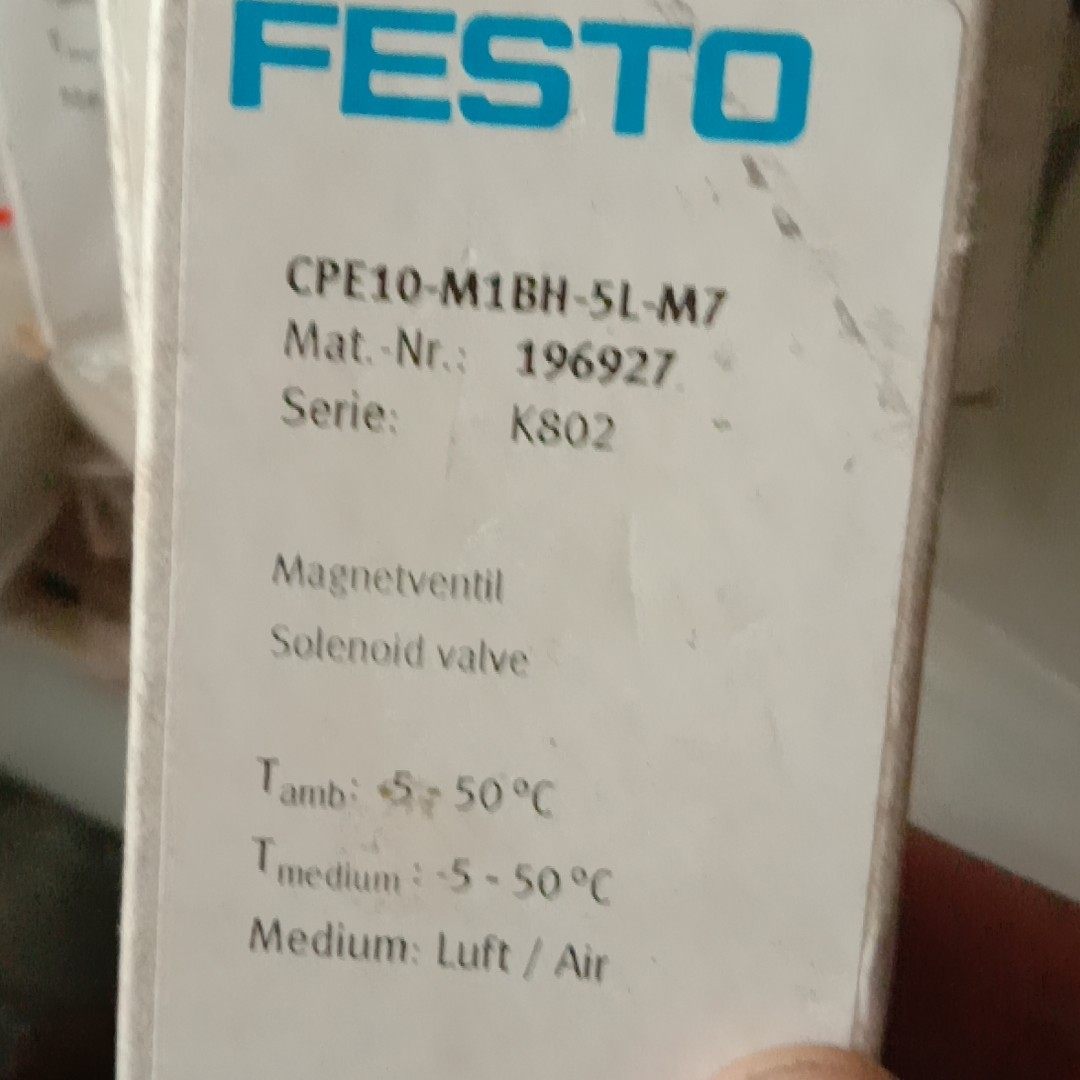 FESTO
CPE10-M1BH-5L-M7
Mat.-Nr.: 196927
Serie: K802
Magnetventil
Solenoid valve
Tamb: -5 - 50 °C
Tmedium : -5 - 50 °C
Medium: Luft / Air